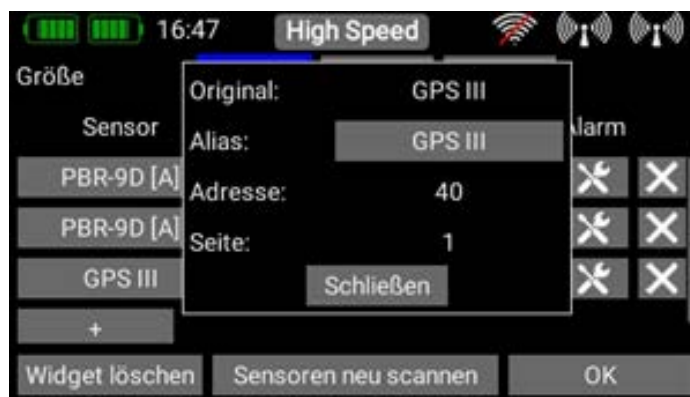 16:47 High Speed
Größe
Original: GPS III
Sensor
Alias: GPS III
PBR-9D [A]
Adresse: 40
PBR-9D [A]
Seite: 1
GPS III
Schließen
+
Widget löschen Sensoren neu scannen OK